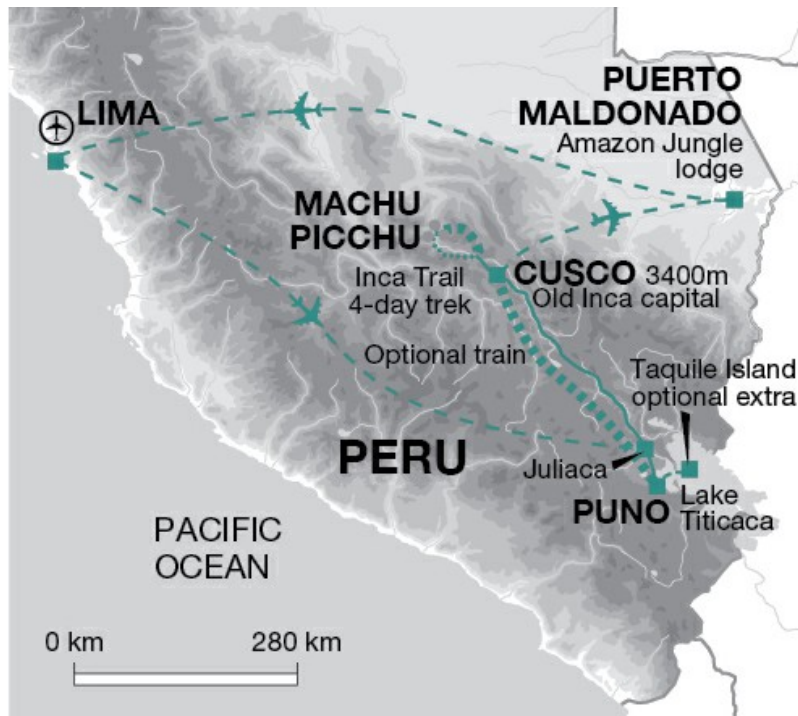 LIMA
PUERTO
MALDONADO
Amazon Jungle
lodge
MACHU
PICCHU
Inca Trail
4-day trek
CUSCO 3400m
Old Inca capital
Optional train
Taquile Island
optional extra
PERU
Juliaca
PUNO
Lake
Titicaca
PACIFIC
OCEAN
0 km
280 km